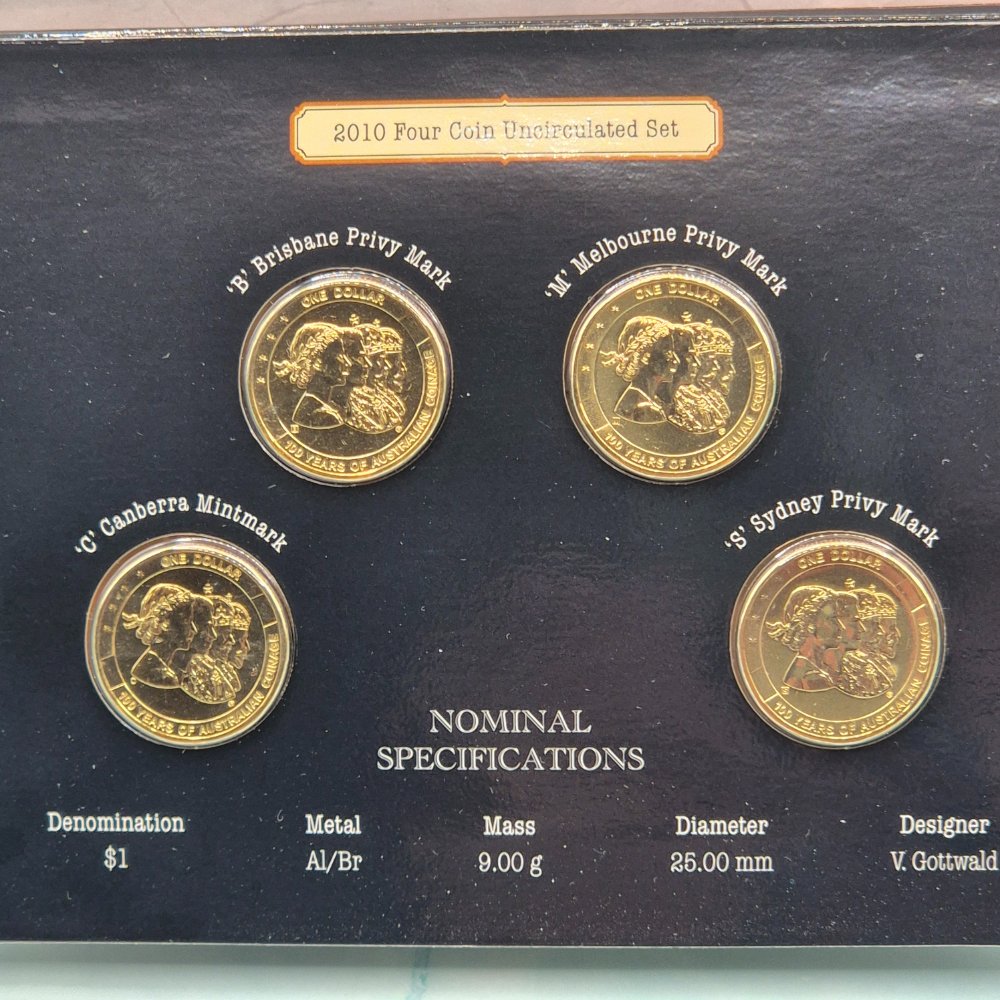 2010 Four Coin Uncirculated Set
'B' Brisbane Privy Mark
'M' Melbourne Privy Mark
ONE DOLLAR
100 YEARS OF AUSTRALIAN COINAGE
ONE DOLLAR
100 YEARS OF AUSTRALIAN COINAGE
'C' Canberra Mintmark
'S' Sydney Privy Mark
ONE DOLLAR
100 YEARS OF AUSTRALIAN COINAGE
ONE DOLLAR
100 YEARS OF AUSTRALIAN COINAGE
NOMINAL
SPECIFICATIONS
Denomination Metal Mass Diameter Designer
$1 Al/Br 9.00 g 25.00 mm V. Gottwald